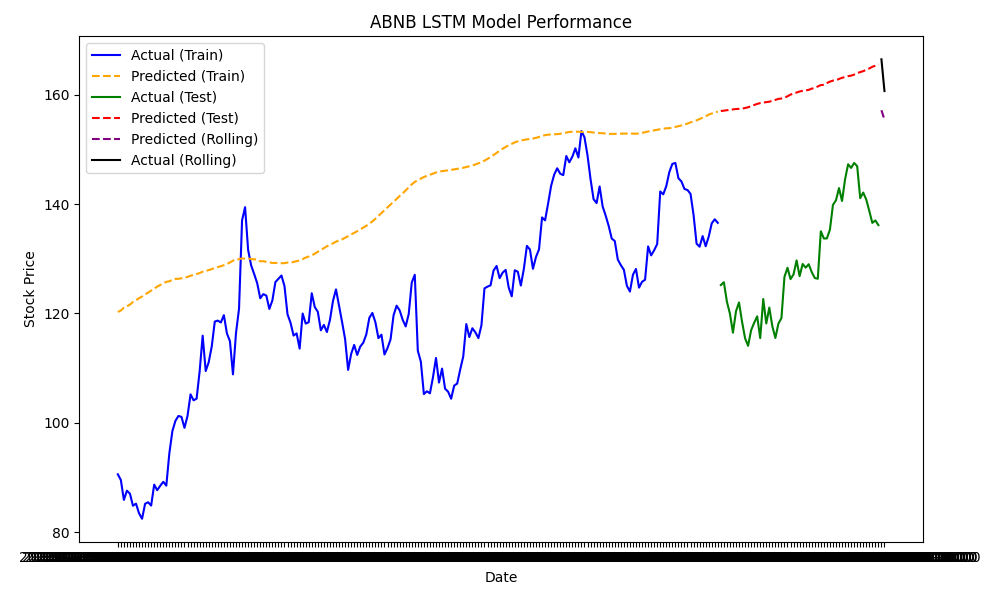 ABNB LSTM Model Performance
Actual (Train)
Predicted (Train)
Actual (Test)
Predicted (Test)
Predicted (Rolling)
Actual (Rolling)
Stock Price
160
140
120
100
80
Date